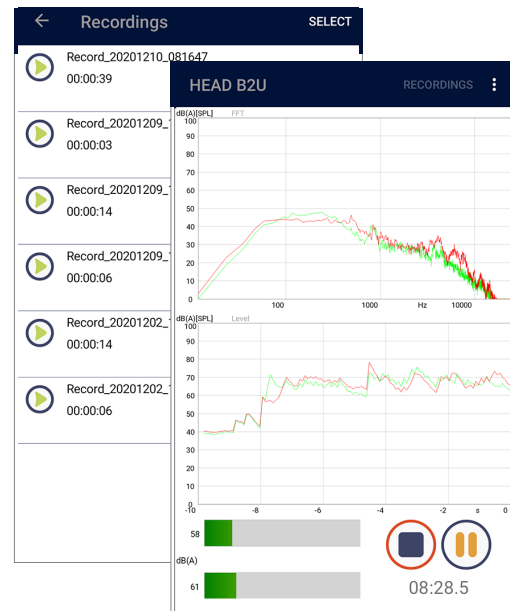 Recordings
SELECT
Record_20201210_081647
00:00:39
Record_20201209_
00:00:03
Record_20201209_
00:00:14
Record_20201209_
00:00:06
Record_20201202_
00:00:14
Record_20201202_
00:00:06
HEAD B2U
RECORDINGS
dB(A)[SPL]
FFT
100
90
80
70
60
50
40
30
20
10
0
100
1000
Hz
10000
dB(A)[SPL]
Level
100
90
80
70
60
50
40
30
20
10
0
-10
-8
-6
-4
-2
s
0
58
dB(A)
61
08:28.5